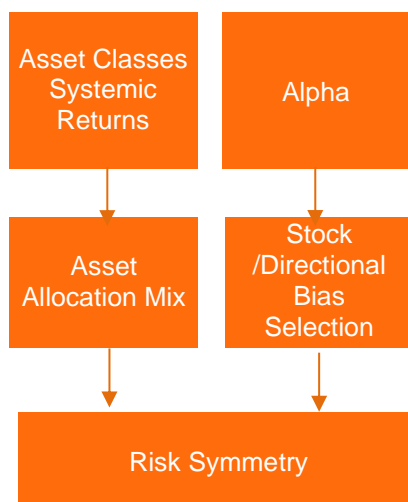 Asset Classes
Systemic
Returns
Alpha
Asset
Allocation Mix
Stock
/Directional
Bias
Selection
Risk Symmetry